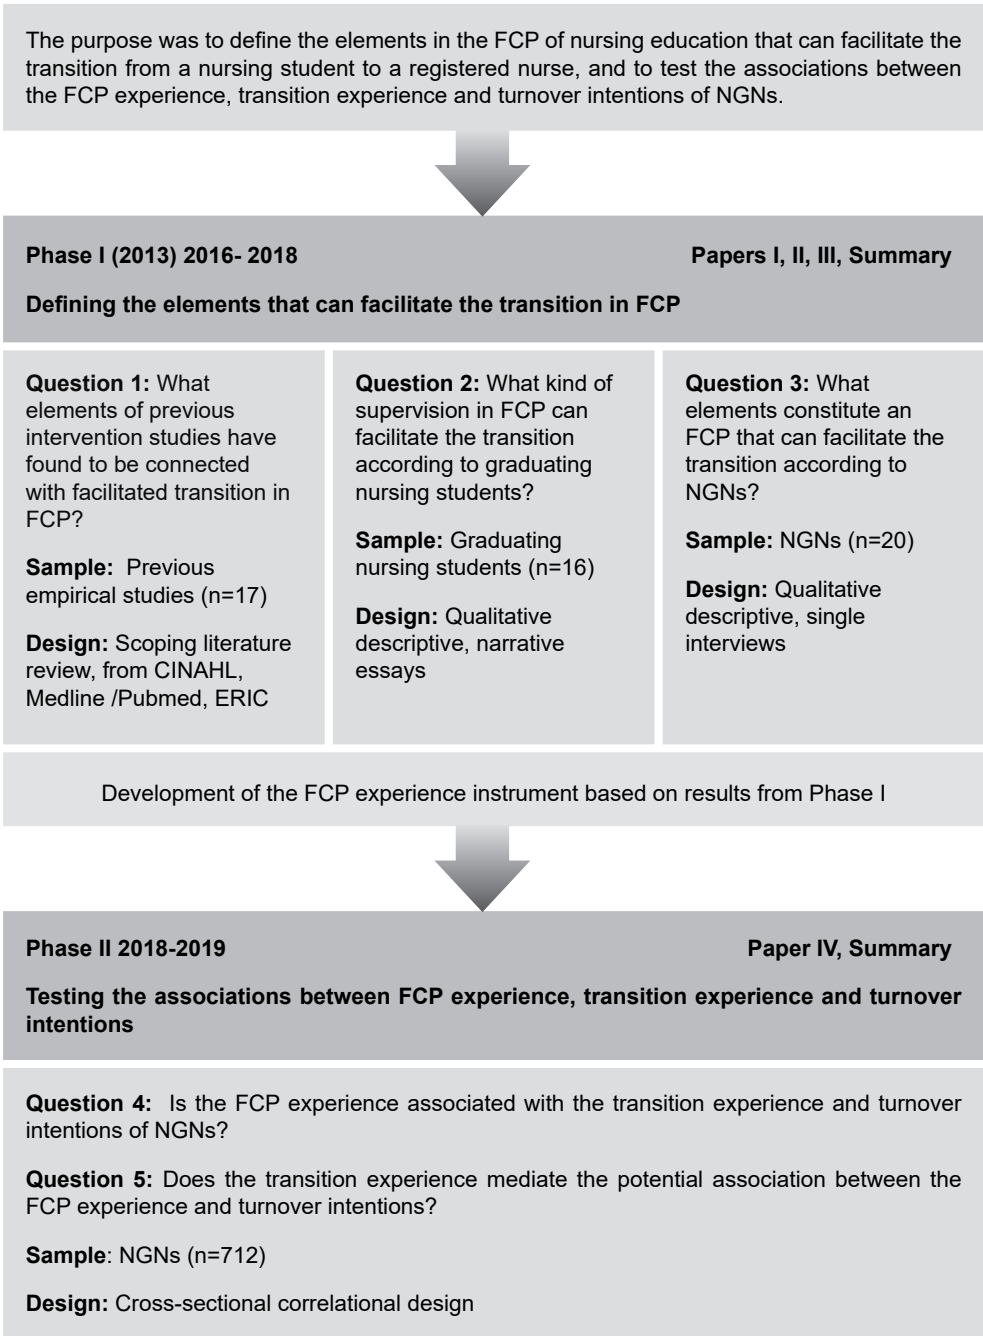 The purpose was to define the elements in the FCP of nursing education that can facilitate the
transition from a nursing student to a registered nurse, and to test the associations between
the FCP experience, transition experience and turnover intentions of NGNs.
Phase I (2013) 2016- 2018
Papers I, II, III, Summary
Defining the elements that can facilitate the transition in FCP
Question 1: What
elements of previous
intervention studies have
found to be connected
with facilitated transition in
FCP?
Sample: Previous
empirical studies (n=17)
Design: Scoping literature
review, from CINAHL,
Medline /Pubmed, ERIC
Question 2: What kind of
supervision in FCP can
facilitate the transition
according to graduating
nursing students?
Sample: Graduating
nursing students (n=16)
Design: Qualitative
descriptive, narrative
essays
Question 3: What
elements constitute an
FCP that can facilitate the
transition according to
NGNs?
Sample: NGNs (n=20)
Design: Qualitative
descriptive, single
interviews
Development of the FCP experience instrument based on results from Phase I
Phase II 2018-2019
Paper IV, Summary
Testing the associations between FCP experience, transition experience and turnover
intentions
Question 4: Is the FCP experience associated with the transition experience and turnover
intentions of NGNs?
Question 5: Does the transition experience mediate the potential association between the
FCP experience and turnover intentions?
Sample: NGNs (n=712)
Design: Cross-sectional correlational design